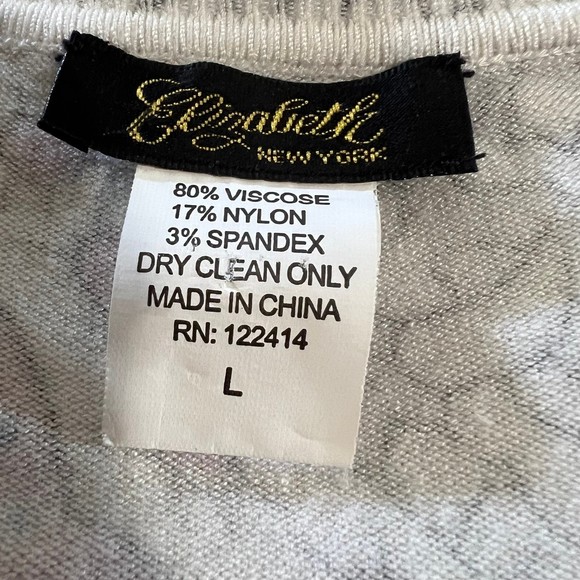 Elizabeth
NEW YORK
80% VISCOSE
17% NYLON
3% SPANDEX
DRY CLEAN ONLY
MADE IN CHINA
RN: 122414
L